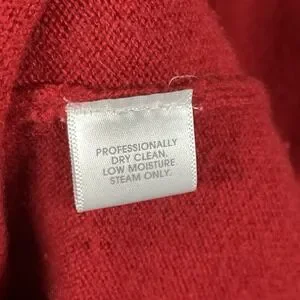 PROFESSIONALLY
DRY CLEAN.
LOW MOISTURE
STEAM ONLY.